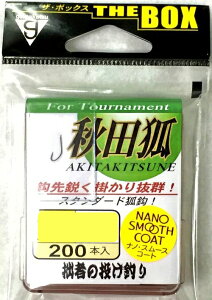 ザ・ボックス
THE BOX
For Tournament
秋田狐
AKITAKITSUNE
鈎先鋭く掛かり抜群！
スタンダード狐鈎！
NANO
SMOOTH
COAT
ナノ・スムース
コート
200本入
拙者の投げ釣り